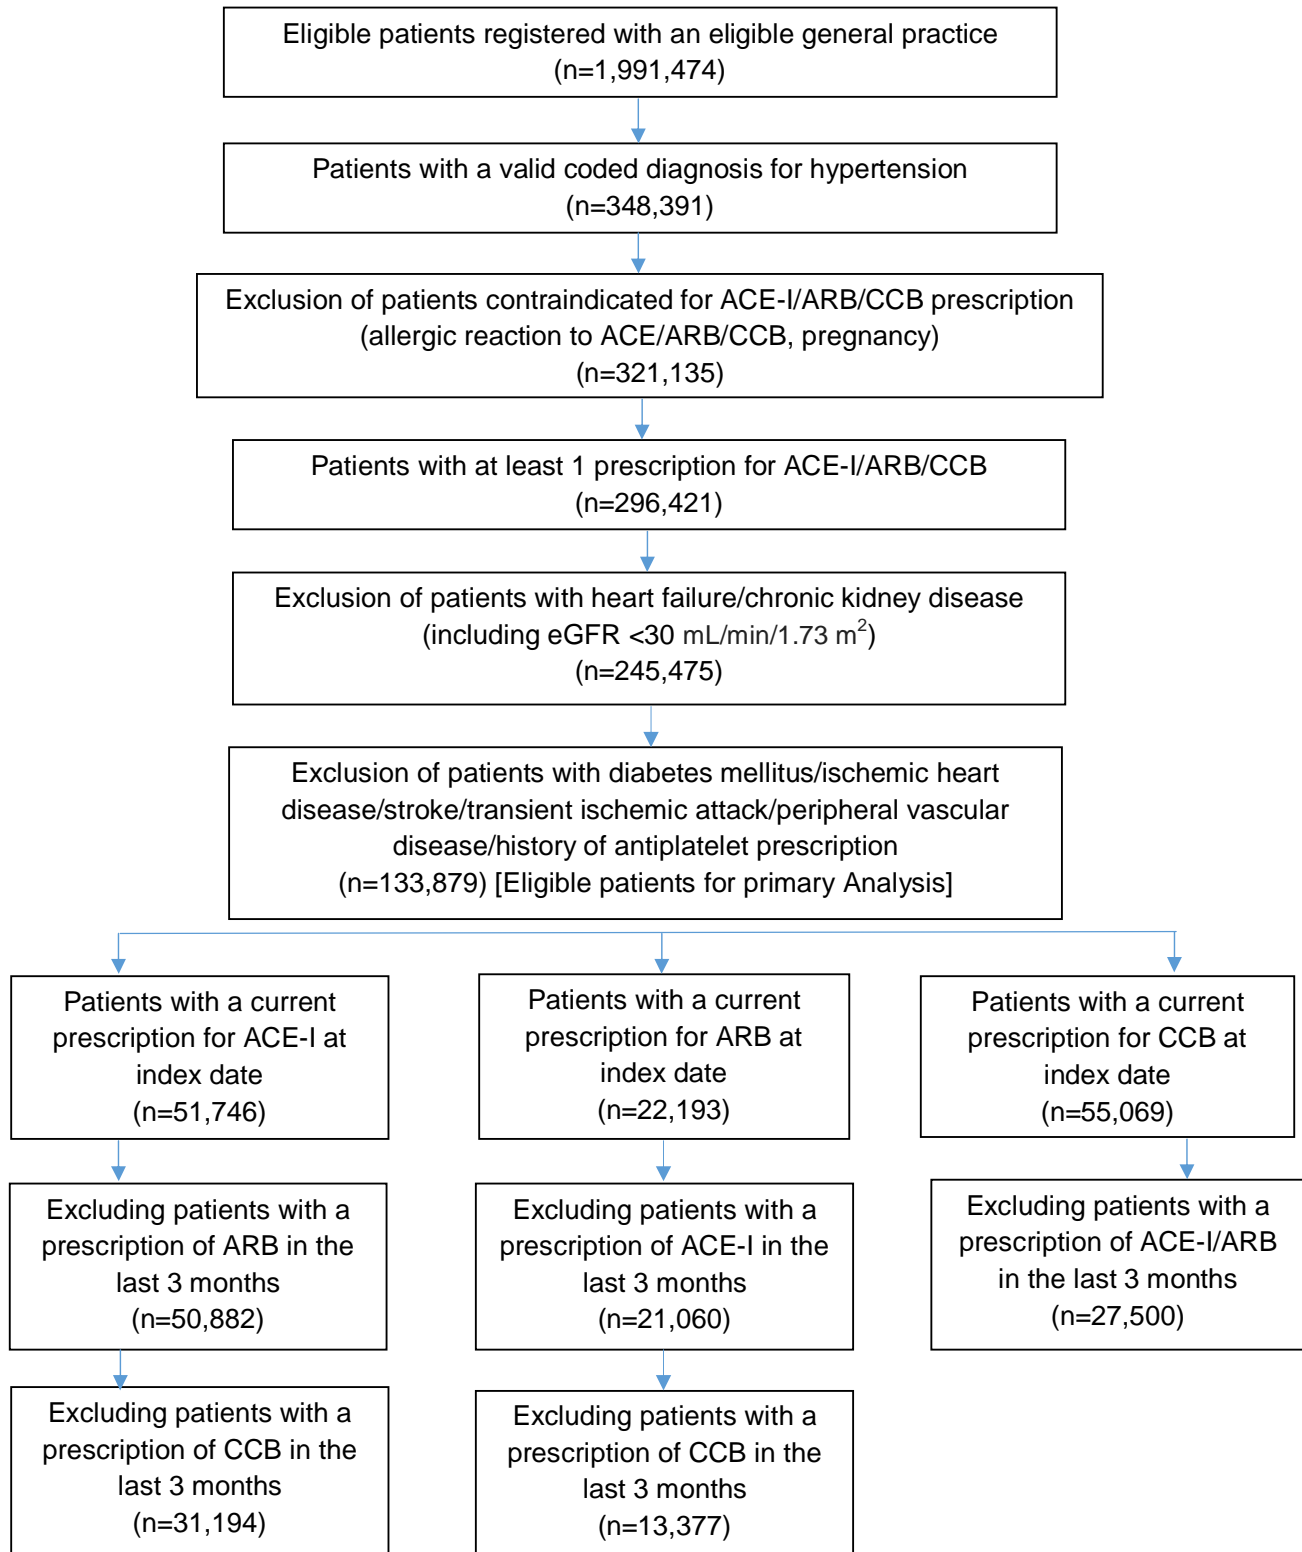 Eligible patients registered with an eligible general practice
(n=1,991,474)
Patients with a valid coded diagnosis for hypertension
(n=348,391)
Exclusion of patients contraindicated for ACE-I/ARB/CCB prescription
(allergic reaction to ACE/ARB/CCB, pregnancy)
(n=321,135)
Patients with at least 1 prescription for ACE-I/ARB/CCB
(n=296,421)
Exclusion of patients with heart failure/chronic kidney disease
(including eGFR <30 mL/min/1.73 m²)
(n=245,475)
Exclusion of patients with diabetes mellitus/ischemic heart
disease/stroke/transient ischemic attack/peripheral vascular
disease/history of antiplatelet prescription
(n=133,879) [Eligible patients for primary Analysis]
Patients with a current
prescription for ACE-I at
index date
(n=51,746)
Patients with a current
prescription for ARB at
index date
(n=22,193)
Patients with a current
prescription for CCB at
index date
(n=55,069)
Excluding patients with a
prescription of ARB in the
last 3 months
(n=50,882)
Excluding patients with a
prescription of ACE-I in the
last 3 months
(n=21,060)
Excluding patients with a
prescription of ACE-I/ARB
in the last 3 months
(n=27,500)
Excluding patients with a
prescription of CCB in the
last 3 months
(n=31,194)
Excluding patients with a
prescription of CCB in the
last 3 months
(n=13,377)